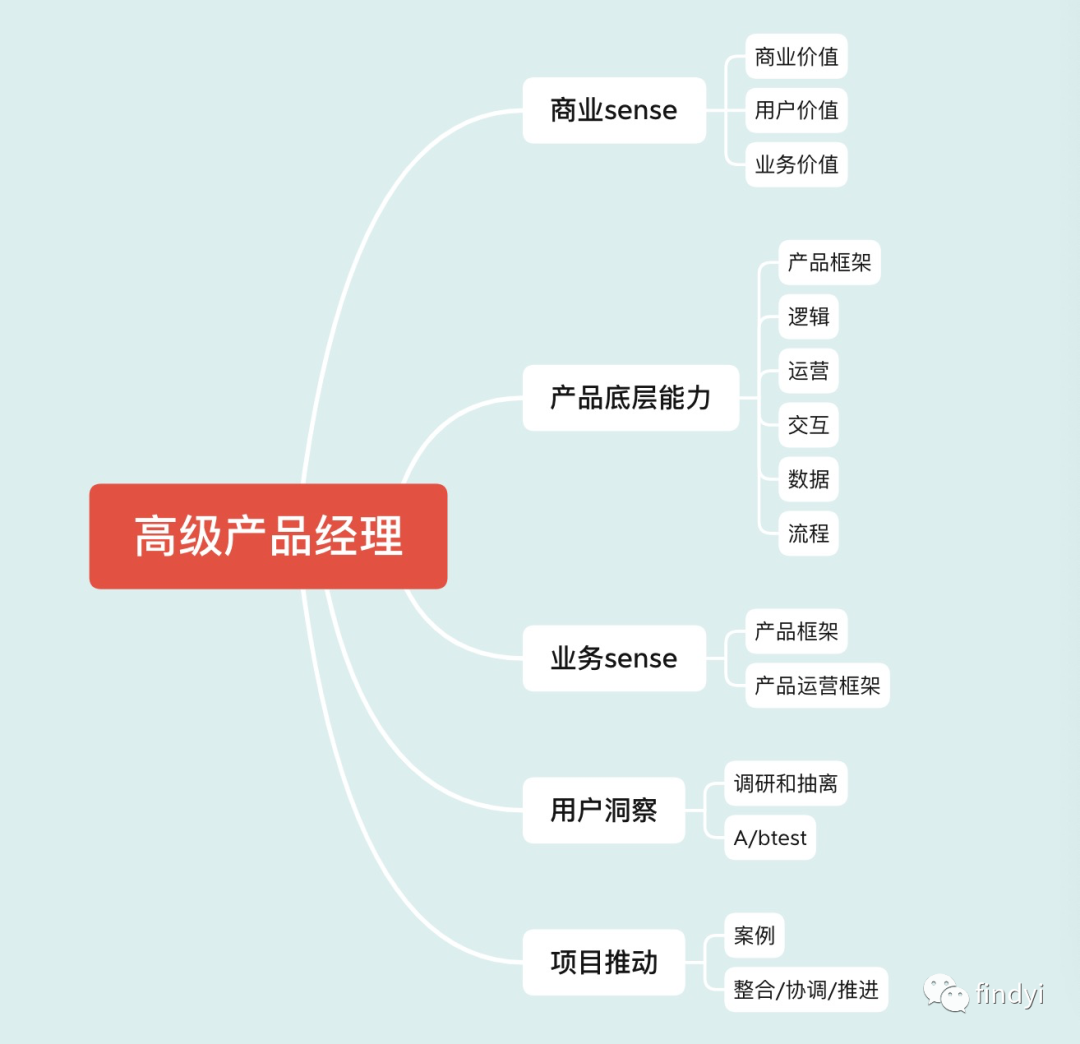 高级产品经理
商业sense
商业价值
用户价值
业务价值
产品底层能力
产品框架
逻辑
运营
交互
数据
流程
业务sense
产品框架
产品运营框架
用户洞察
调研和抽离
A/btest
项目推动
案例
整合/协调/推进
findyi